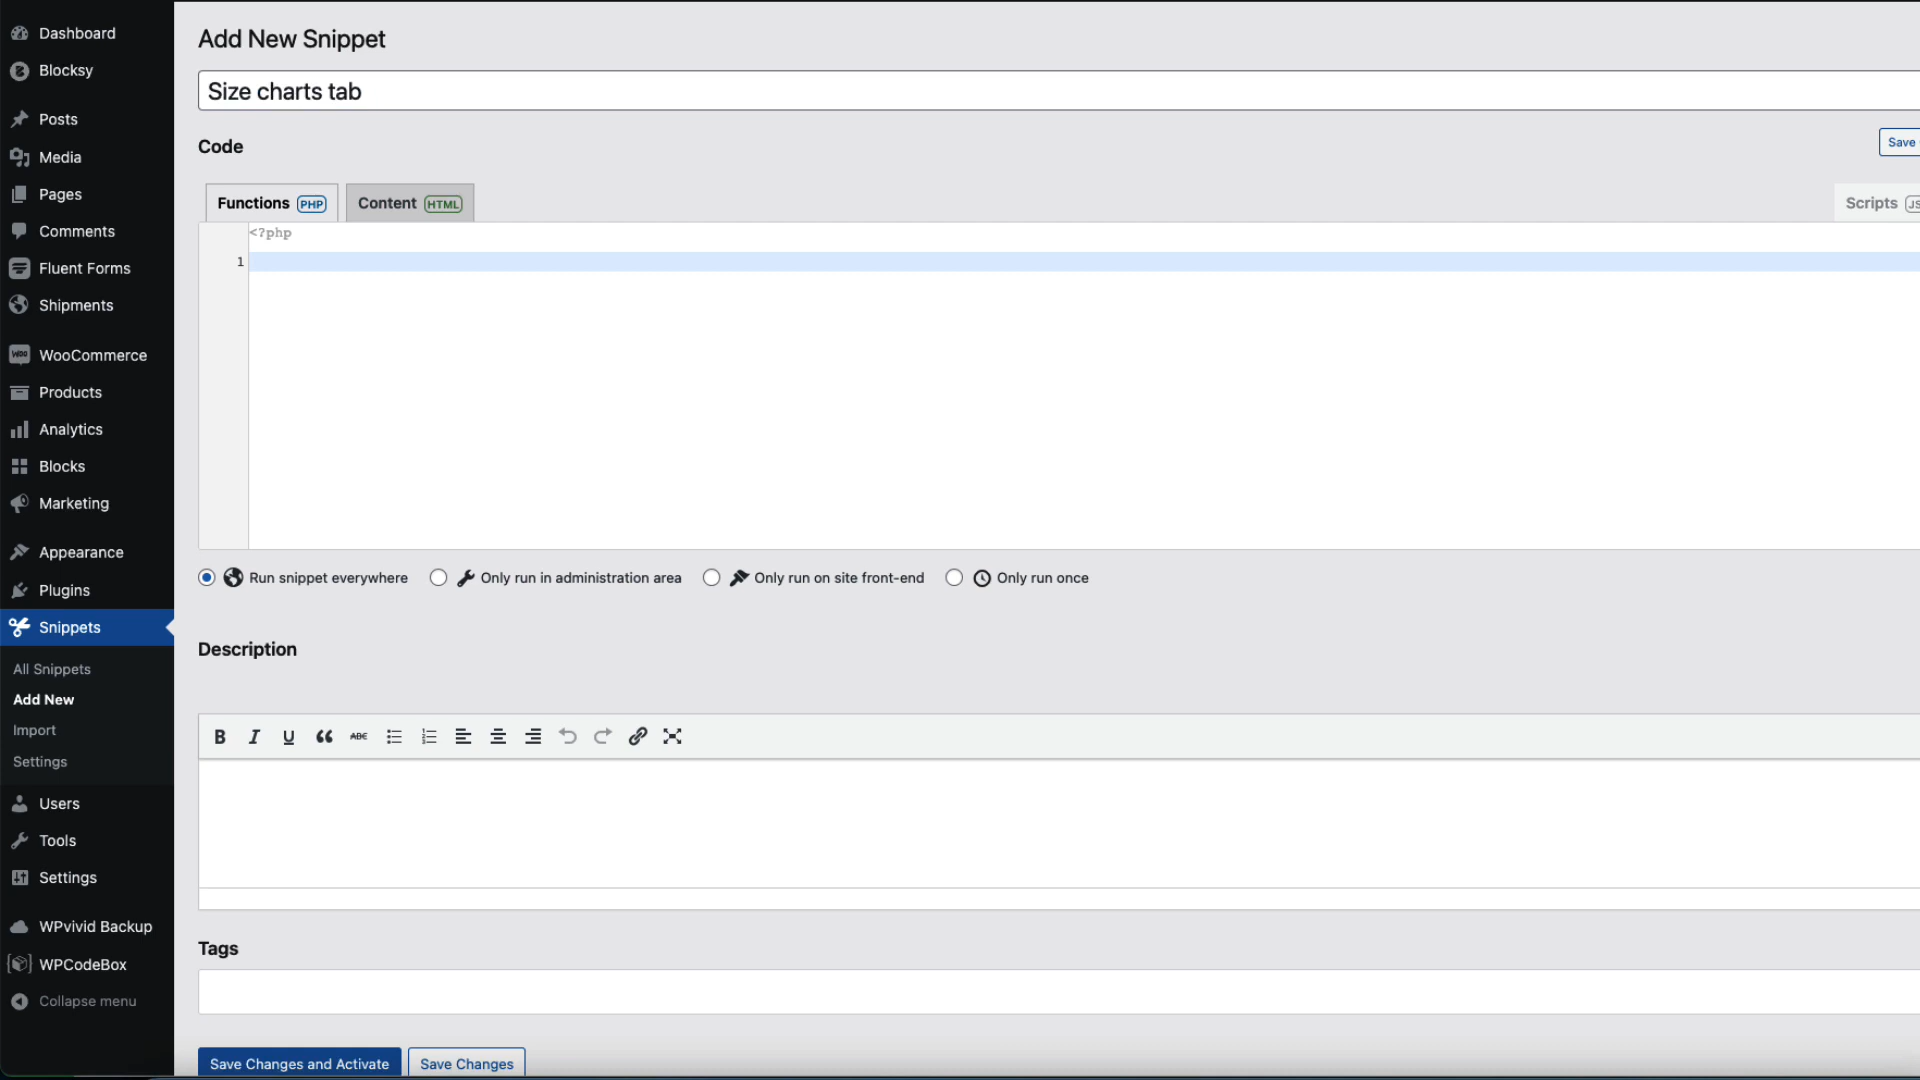 Dashboard
Blocksy
Posts
Media
Pages
Comments
Fluent Forms
Shipments
WooCommerce
Products
Analytics
Blocks
Marketing
Appearance
Plugins
Snippets
All Snippets
Add New
Import
Settings
Users
Tools
Settings
WPvivid Backup
WPCodeBox
Collapse menu
Add New Snippet
Size charts tab
Code
Save
Functions PHP
Content HTML
Scripts JS
<?php
1
Run snippet everywhere
Only run in administration area
Only run on site front-end
Only run once
Description
B I U ABC
Tags
Save Changes and Activate
Save Changes